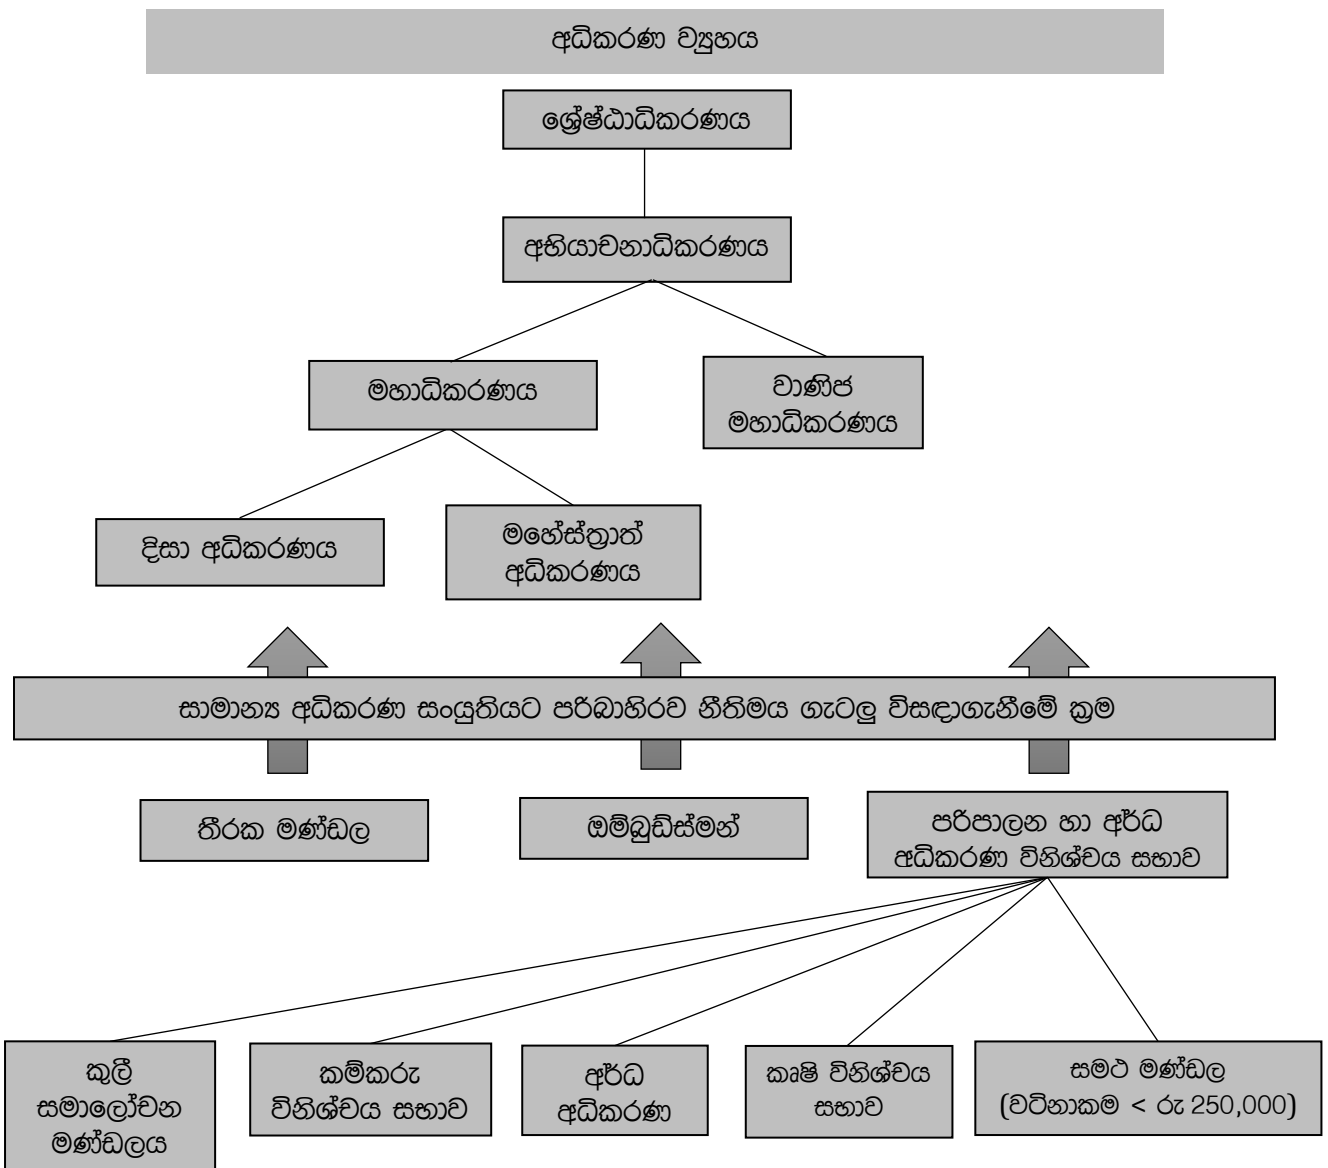 අධිකරණ ව්‍යුහය
ශ්‍රේෂ්ඨාධිකරණය
අභියාචනාධිකරණය
මහාධිකරණය
වාණිජ
මහාධිකරණය
දිසා අධිකරණය
මහේස්ත්‍රාත්
අධිකරණය
සාමාන්‍ය අධිකරණ සංයුතියට පරිබාහිරව නීතිමය ගැටලු විසඳාගැනීමේ ක්‍රම
තීරක මණ්ඩල
ඔම්බුඩ්ස්මන්
පරිපාලන හා අර්ධ
අධිකරණ විනිශ්චය සභාව
කුලී
සමාලෝචන
මණ්ඩලය
කම්කරු
විනිශ්චය සභාව
අර්ධ
අධිකරණ
කෘෂි විනිශ්චය
සභාව
සමථ මණ්ඩල
(වටිනාකම < රු 250,000)